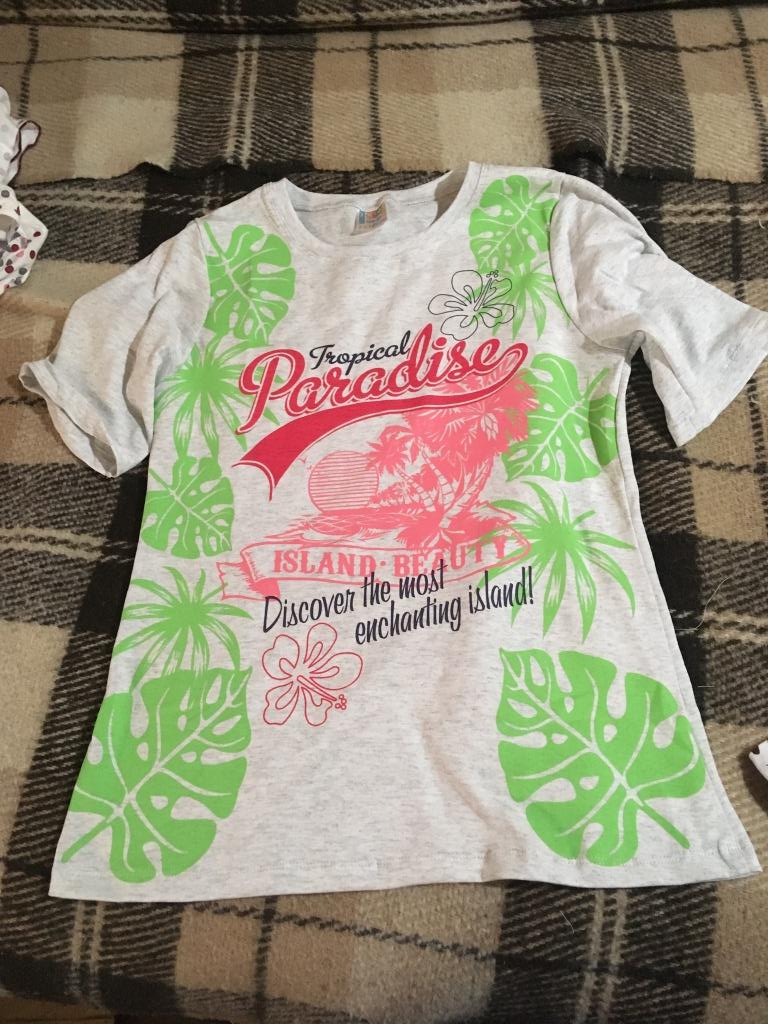 Tropical
Paradise
ISLAND · BEAUTY
Discover the most
enchanting island!